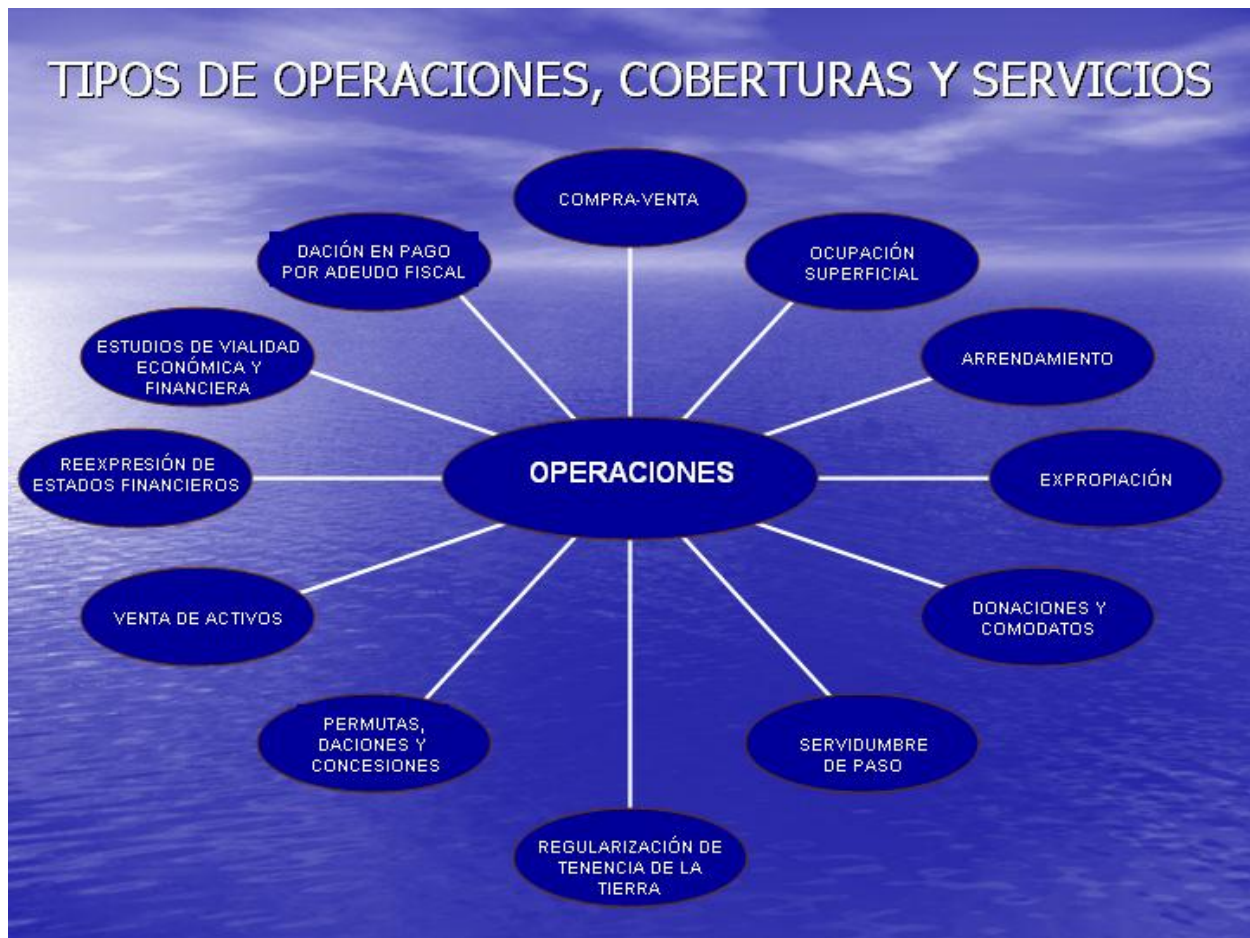 TIPOS DE OPERACIONES, COBERTURAS Y SERVICIOS
COMPRA-VENTA
OCUPACIÓN
SUPERFICIAL
ARRENDAMIENTO
EXPROPIACIÓN
DONACIONES Y
COMODATOS
SERVIDUMBRE
DE PASO
REGULARIZACIÓN DE
TENENCIA DE LA
TIERRA
PERMUTAS,
DACIONES Y
CONCESIONES
VENTA DE ACTIVOS
REEXPRESIÓN DE
ESTADOS FINANCIEROS
ESTUDIOS DE VIALIDAD
ECONÓMICA Y
FINANCIERA
DACIÓN EN PAGO
POR ADEUDO FISCAL
OPERACIONES